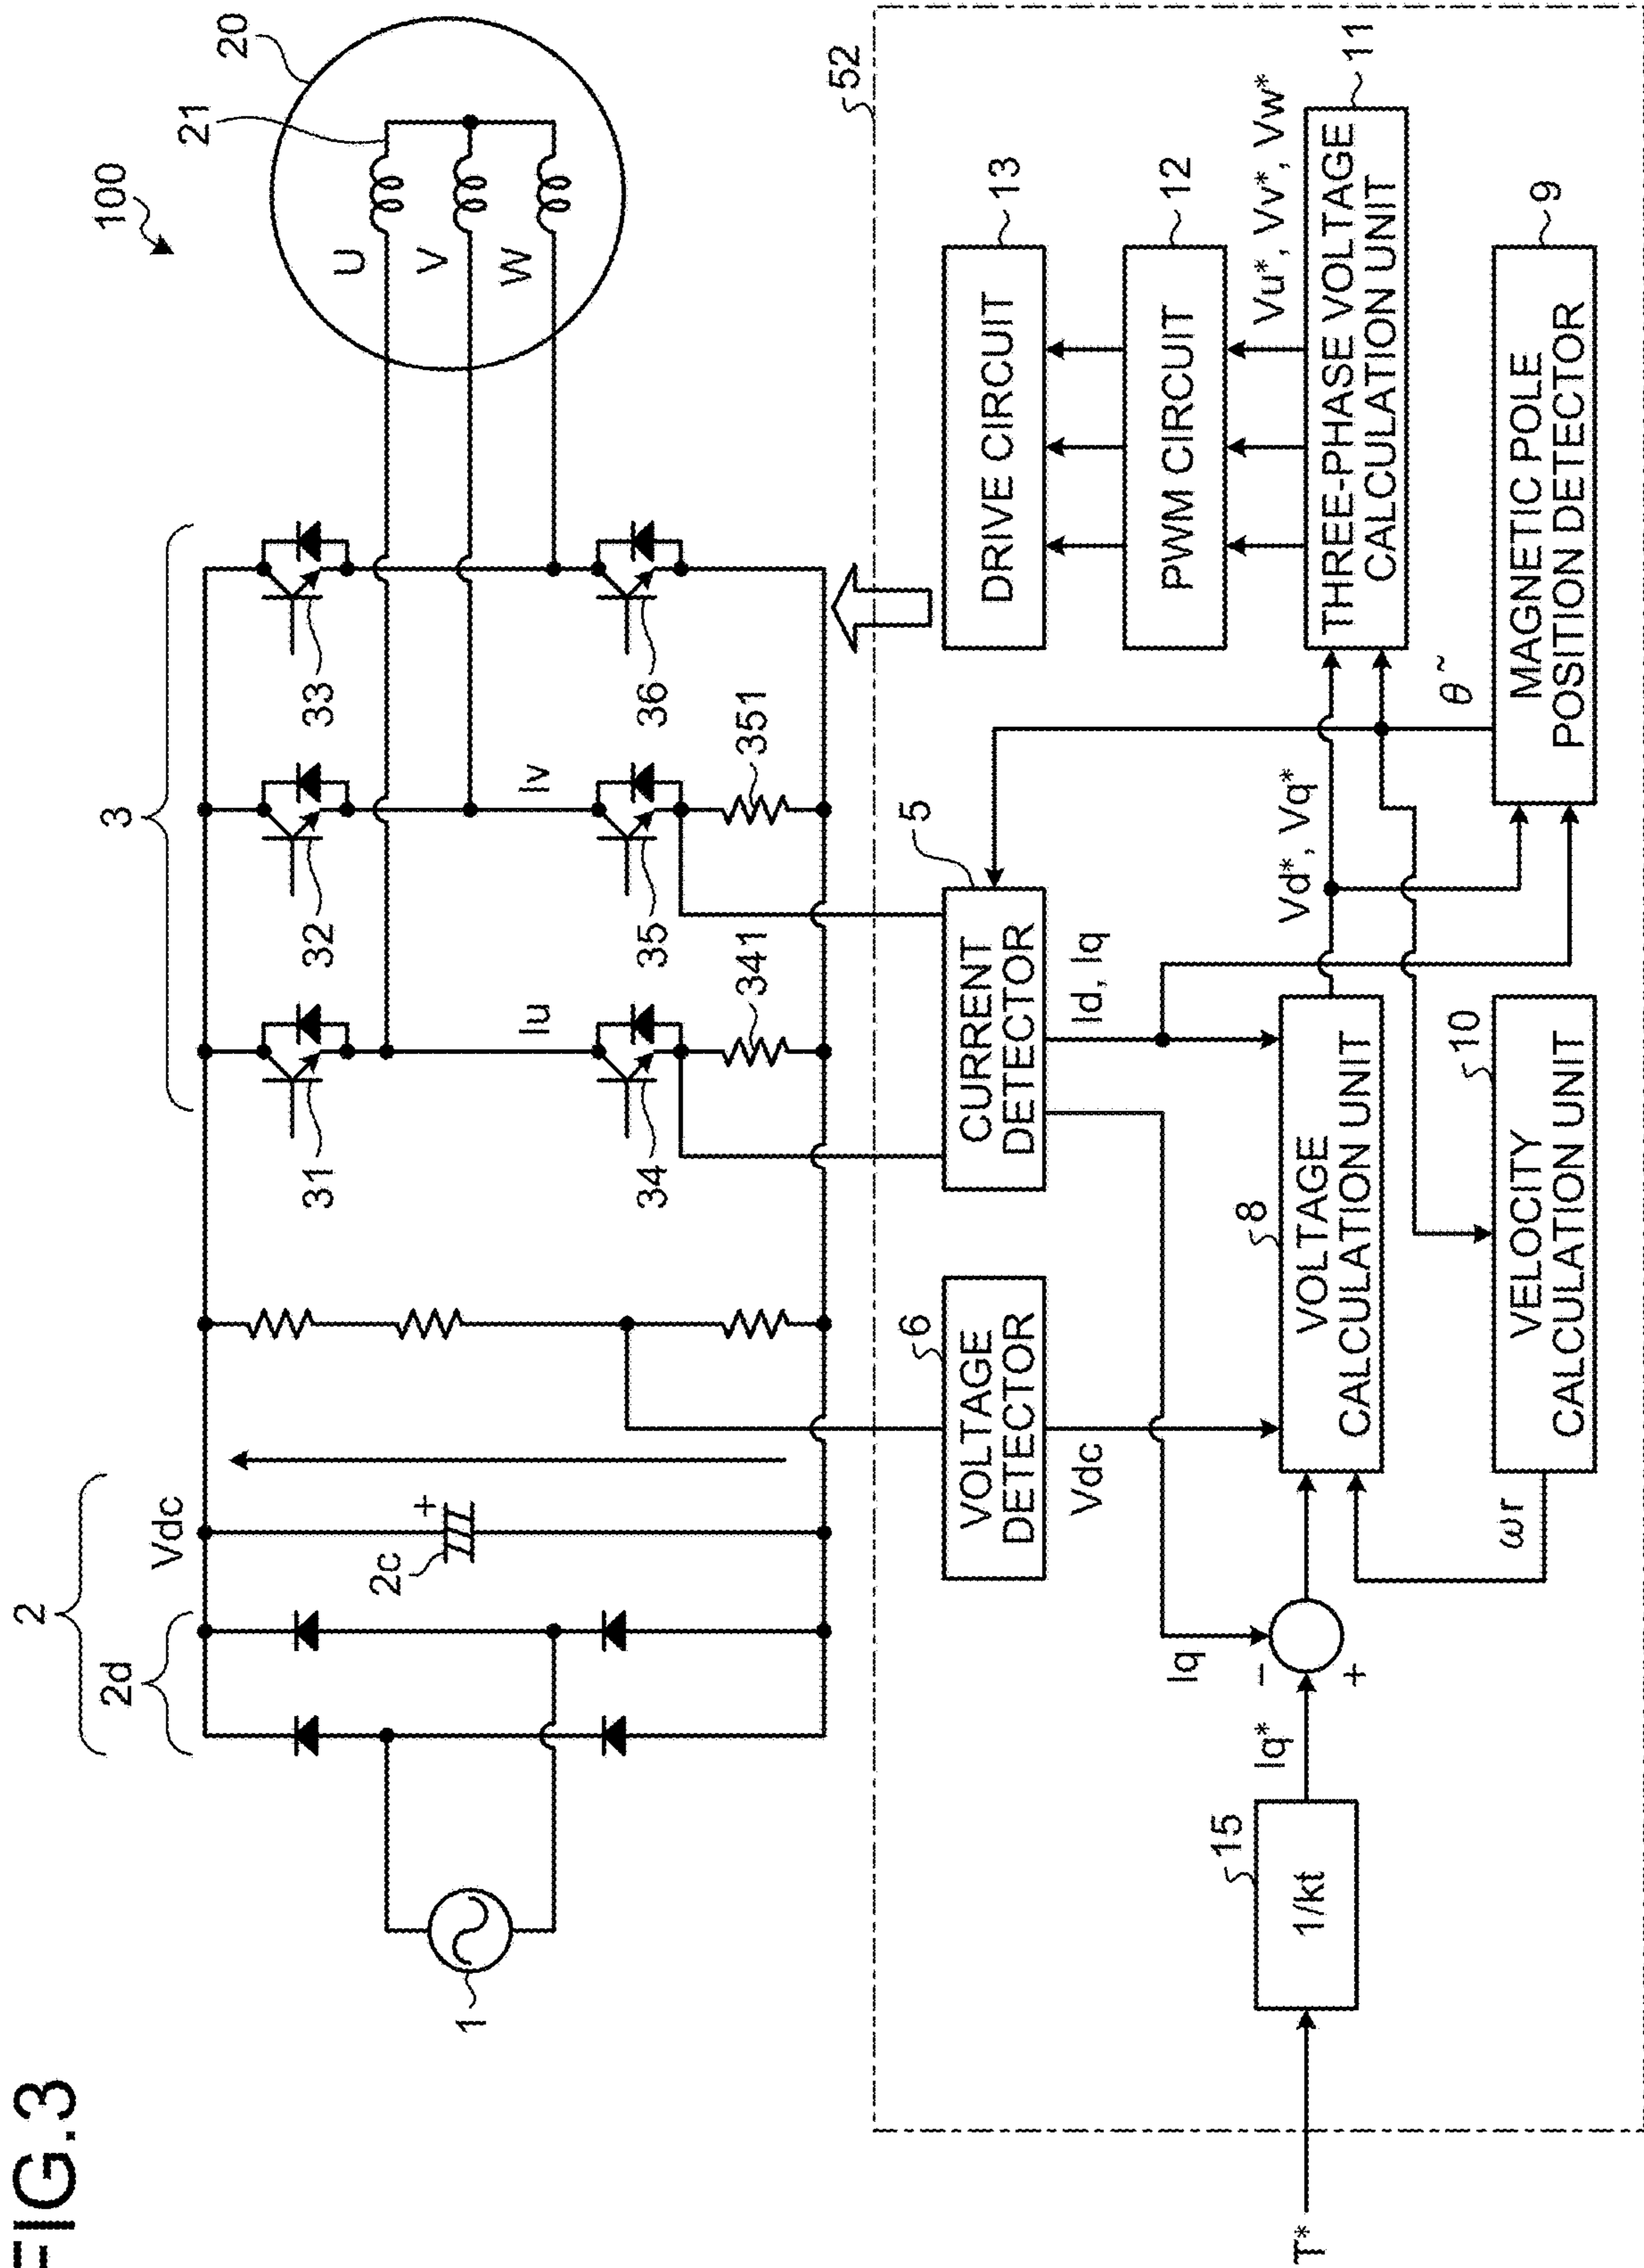 FIG.3
100
2
3
20
2d
Vdc
21
31
32
33
U
V
W
2c
+
1
Iu
Iv
34
35
36
341
351
52
6
5
VOLTAGE
DETECTOR
CURRENT
DETECTOR
DRIVE CIRCUIT
13
Vdc
Id, Iq
PWM CIRCUIT
12
Iq
15
Iq*
−
+
8
Vd*, Vq*
Vu*, Vv*, Vw*
T*
1/kt
VOLTAGE
CALCULATION UNIT
THREE-PHASE VOLTAGE
CALCULATION UNIT
11
ωr
10
θ~
9
VELOCITY
CALCULATION UNIT
MAGNETIC POLE
POSITION DETECTOR